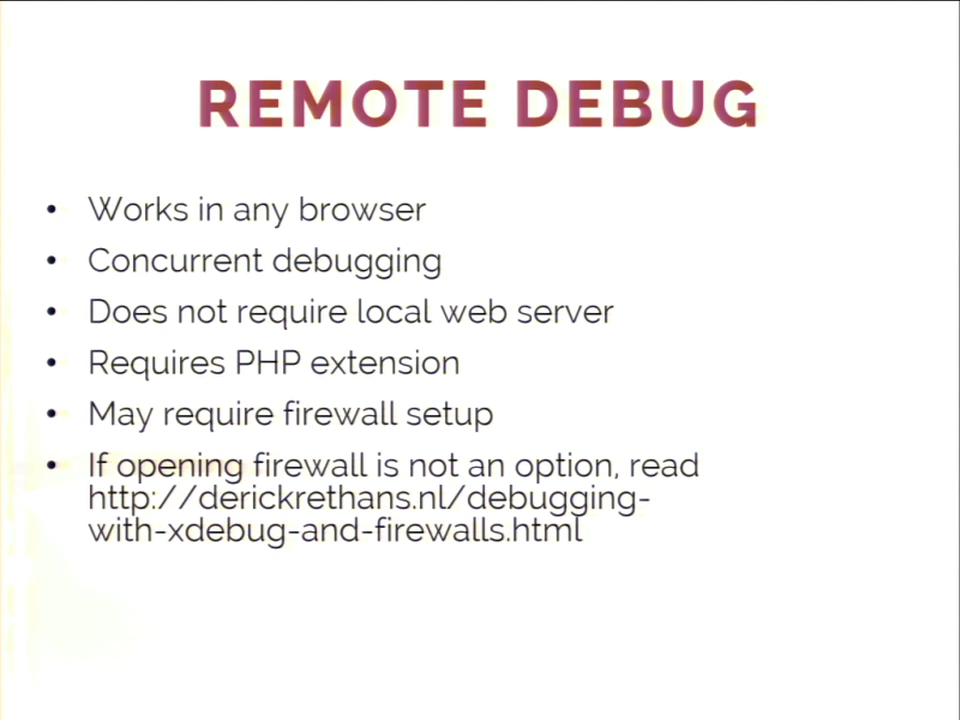 REMOTE DEBUG
• Works in any browser
• Concurrent debugging
• Does not require local web server
• Requires PHP extension
• May require firewall setup
• If opening firewall is not an option, read
http://derickrethans.nl/debugging-
with-xdebug-and-firewalls.html